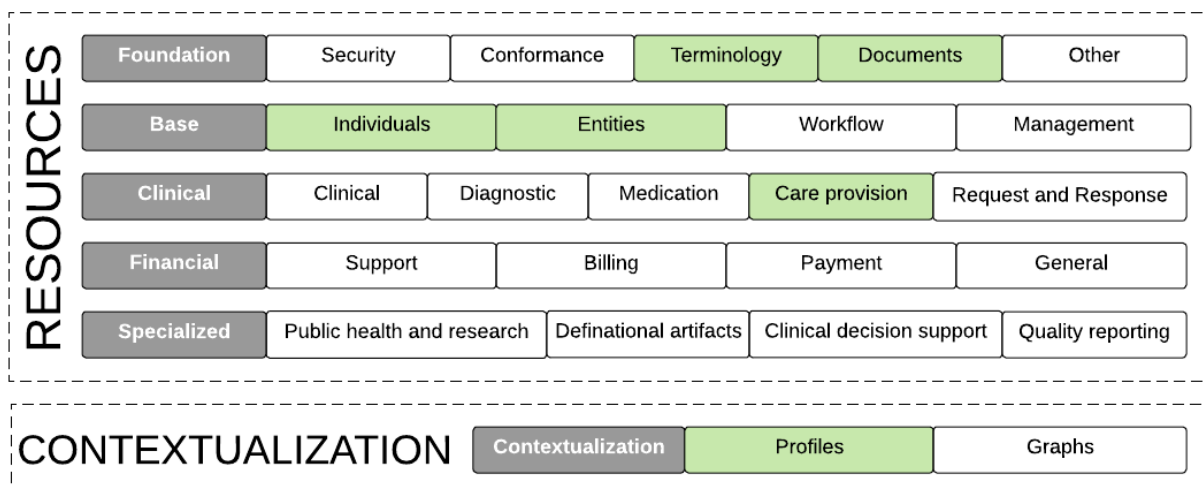 RESOURCES
Foundation Security Conformance Terminology Documents Other
Base Individuals Entities Workflow Management
Clinical Clinical Diagnostic Medication Care provision Request and Response
Financial Support Billing Payment General
Specialized Public health and research Definational artifacts Clinical decision support Quality reporting
CONTEXTUALIZATION Contextualization Profiles Graphs